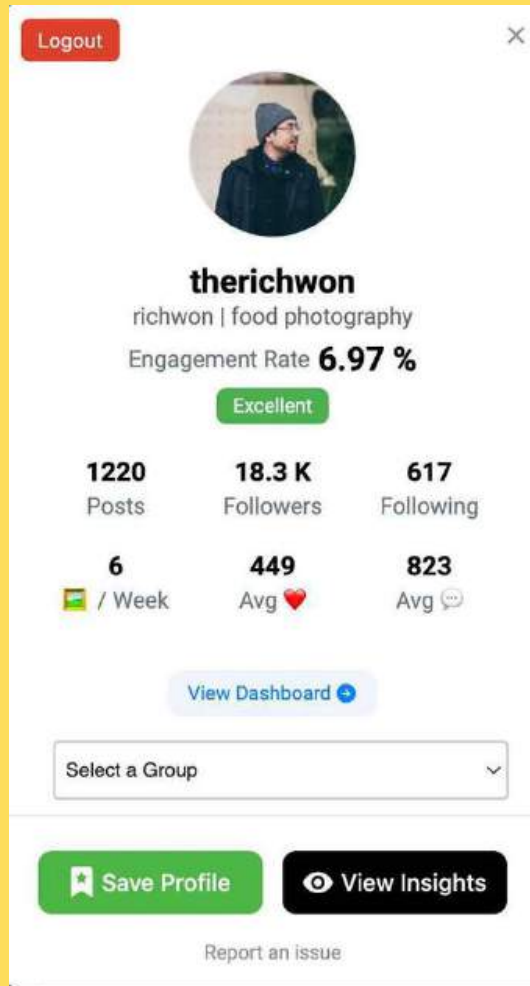 Logout
×
therichwon
richwon | food photography
Engagement Rate 6.97 %
Excellent
1220 18.3 K 617
Posts Followers Following
6 449 823
🖼️ / Week Avg ❤️ Avg 💬
View Dashboard
Select a Group
Save Profile View Insights
Report an issue